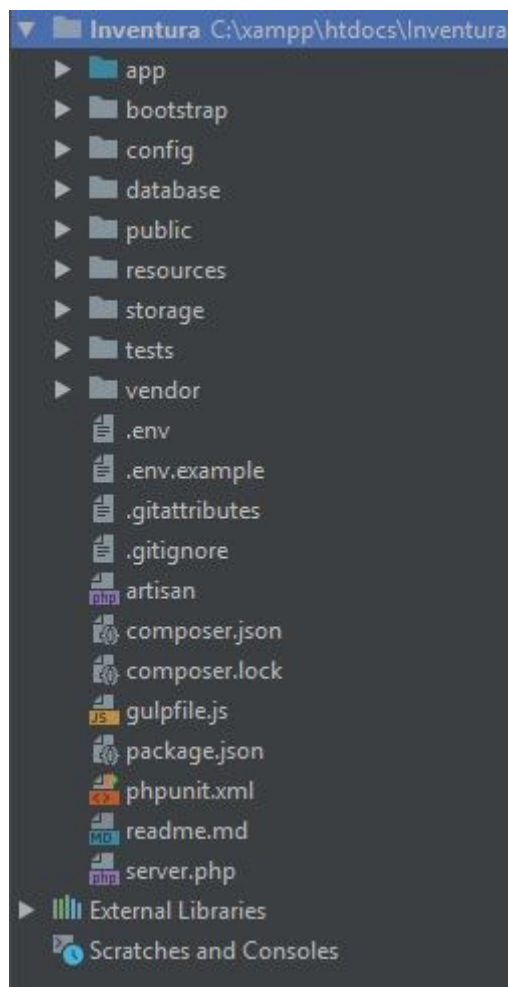 Inventura C:\xampp\htdocs\Inventura
app
bootstrap
config
database
public
resources
storage
tests
vendor
.env
.env.example
.gitattributes
.gitignore
php artisan
composer.json
composer.lock
JS gulpfile.js
package.json
phpunit.xml
MD readme.md
php server.php
External Libraries
Scratches and Consoles